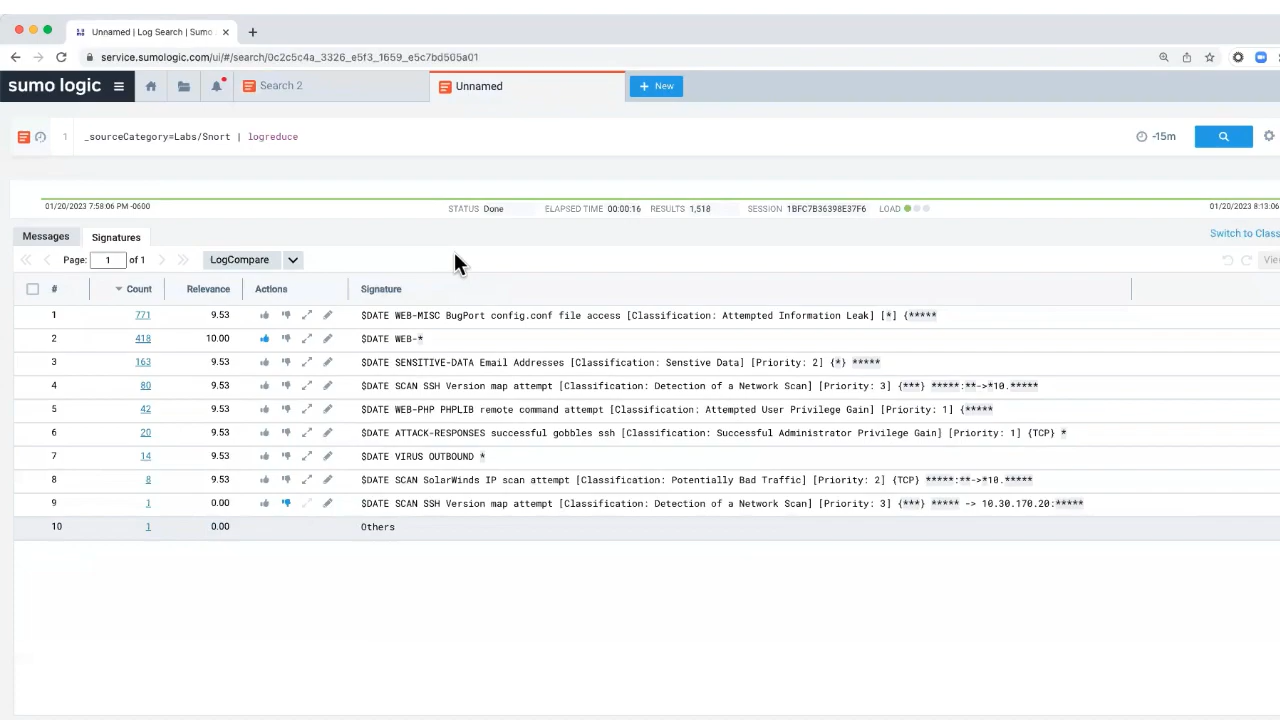 Unnamed | Log Search | Sumo
service.sumologic.com/ui/#/search/0c2c5c4a_3326_e5f3_1659_e5c7bd505a01
sumo logic Search 2 Unnamed + New
1 _sourceCategory=Labs/Snort | logreduce -15m
01/20/2023 7:58:06 PM -0600 STATUS Done ELAPSED TIME 00:00:16 RESULTS 1,518 SESSION 1BFC7B36398E37F6 LOAD 01/20/2023 8:13:06
Messages Signatures Switch to Class
Page: 1 of 1 LogCompare Vie
# Count Relevance Actions Signature
1 771 9.53 $DATE WEB-MISC BugPort config.conf file access [Classification: Attempted Information Leak] [*] {*****
2 418 10.00 $DATE WEB-*
3 163 9.53 $DATE SENSITIVE-DATA Email Addresses [Classification: Senstive Data] [Priority: 2] {*} *****
4 80 9.53 $DATE SCAN SSH Version map attempt [Classification: Detection of a Network Scan] [Priority: 3] {***} *****:**->*10.*****
5 42 9.53 $DATE WEB-PHP PHPLIB remote command attempt [Classification: Attempted User Privilege Gain] [Priority: 1] {*****
6 20 9.53 $DATE ATTACK-RESPONSES successful gobbles ssh [Classification: Successful Administrator Privilege Gain] [Priority: 1] {TCP} *
7 14 9.53 $DATE VIRUS OUTBOUND *
8 8 9.53 $DATE SCAN SolarWinds IP scan attempt [Classification: Potentially Bad Traffic] [Priority: 2] {TCP} *****:**->*10.*****
9 1 0.00 $DATE SCAN SSH Version map attempt [Classification: Detection of a Network Scan] [Priority: 3] {***} ***** -> 10.30.170.20:*****
10 1 0.00 Others